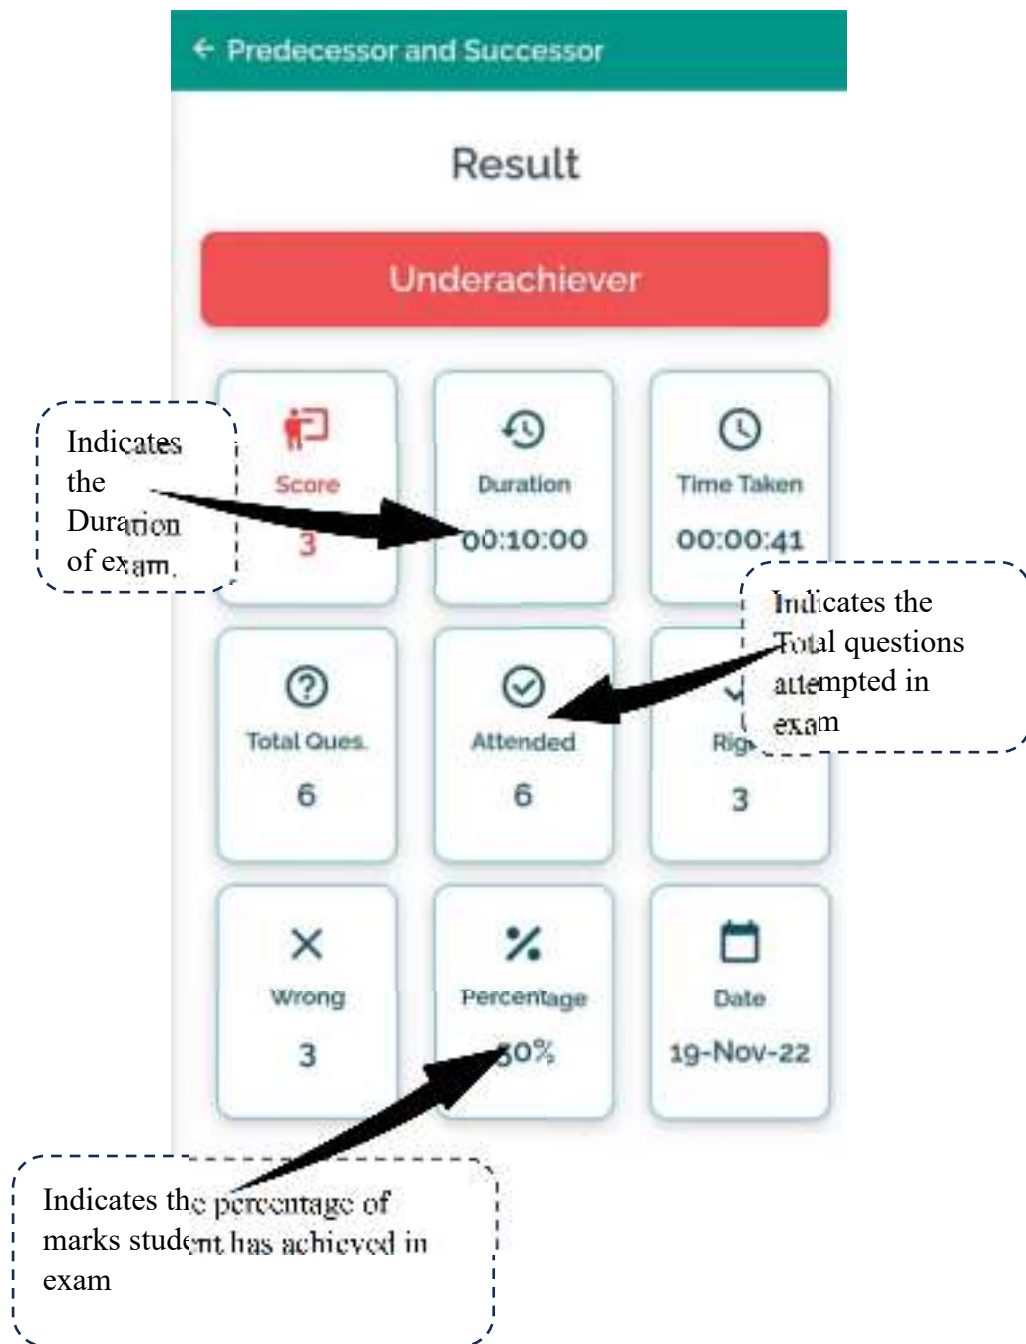 ← Predecessor and Successor
Result
Underachiever
Score
3
Duration
00:10:00
Time Taken
00:00:41
Indicates
the
Duration
of exam.
Indicates the
Total questions
attempted in
exam
Total Ques.
6
Attended
6
Rig
3
Wrong
3
Percentage
50%
Date
19-Nov-22
Indicates the percentage of
marks student has achieved in
exam